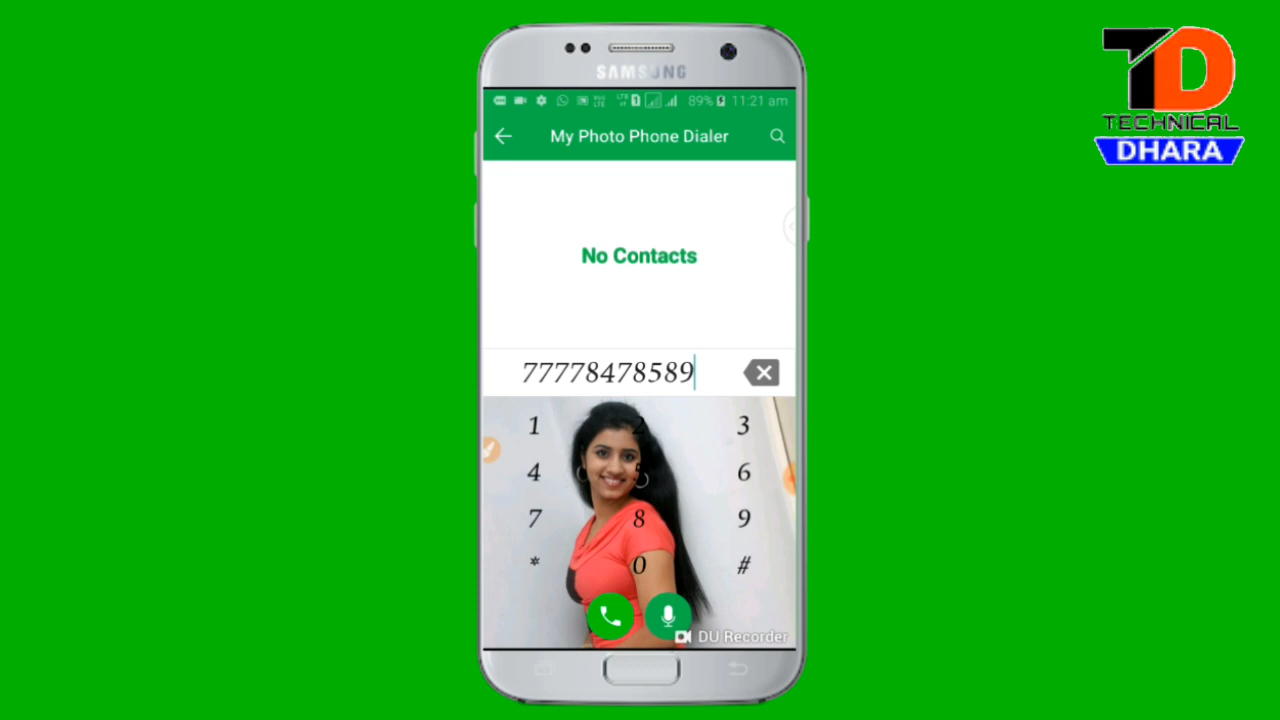 SAMSUNG
89% 11:21 am
My Photo Phone Dialer
No Contacts
77778478589
1 2 3
4 5 6
7 8 9
* 0 #
DU Recorder
TD
TECHNICAL
DHARA